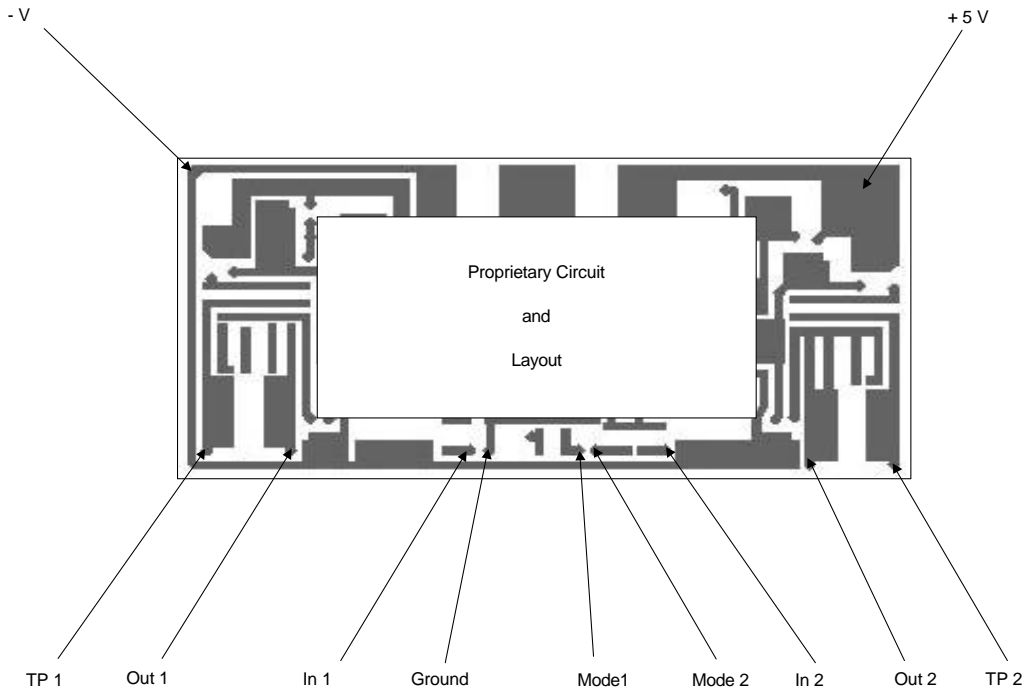 - V
+ 5 V
Proprietary Circuit
and
Layout
TP 1
Out 1
In 1
Ground
Mode1
Mode 2
In 2
Out 2
TP 2